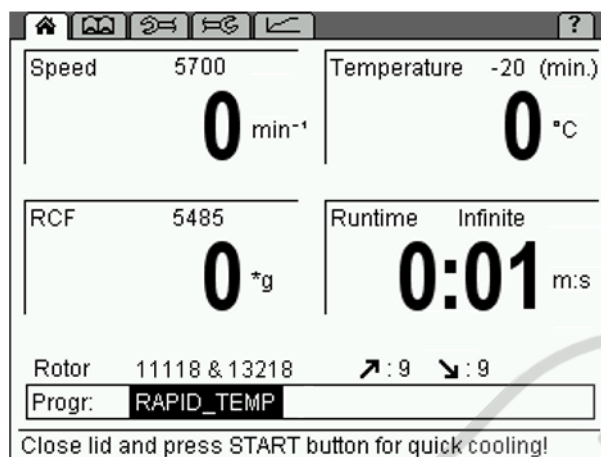 ?
Speed 5700
0 min⁻¹
Temperature -20 (min.)
0 °C
RCF 5485
0 *g
Runtime Infinite
0:01 m:s
Rotor 11118 & 13218 ↗ : 9 ↘ : 9
Progr: RAPID_TEMP
Close lid and press START button for quick cooling!